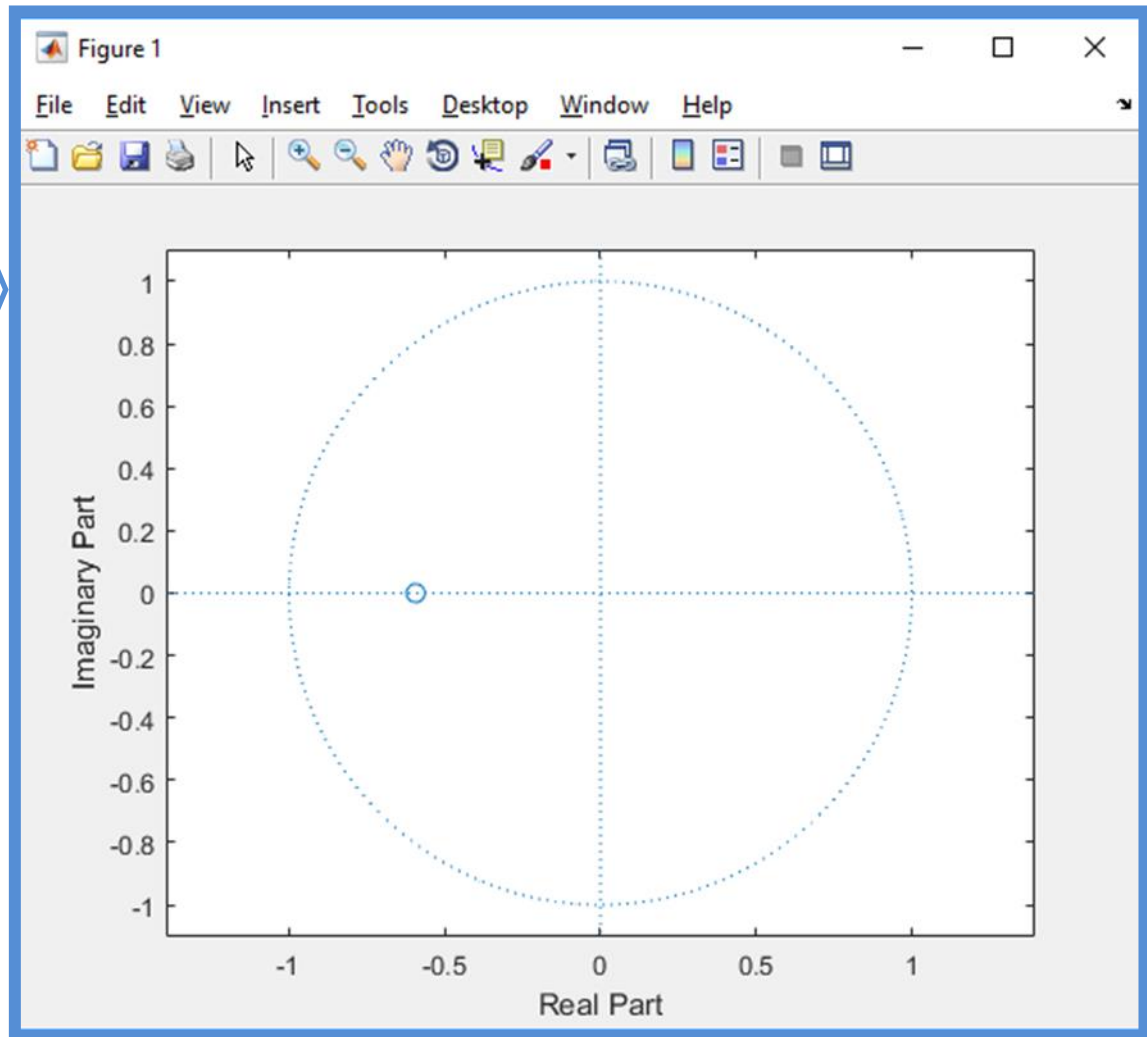 Figure 1
File Edit View Insert Tools Desktop Window Help
1
0.8
0.6
0.4
0.2
0
-0.2
-0.4
-0.6
-0.8
-1
Imaginary Part
-1 -0.5 0 0.5 1
Real Part